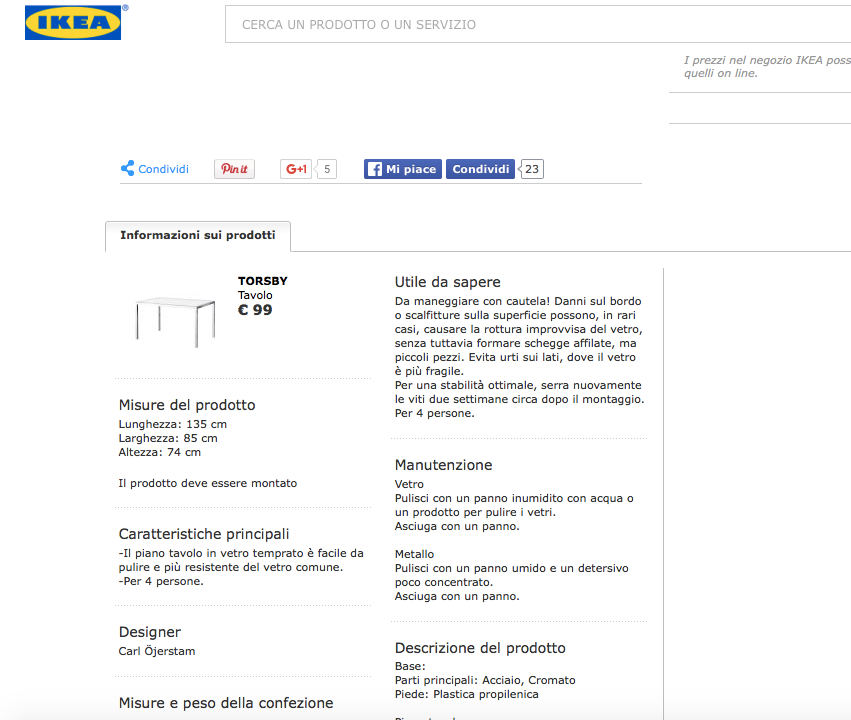 IKEA®
CERCA UN PRODOTTO O UN SERVIZIO
I prezzi nel negozio IKEA poss
quelli on line.
Condividi
Pin it
G+1
5
Mi piace
Condividi
23
Informazioni sui prodotti
TORSBY
Tavolo
€ 99
Misure del prodotto
Lunghezza: 135 cm
Larghezza: 85 cm
Altezza: 74 cm
Il prodotto deve essere montato
Caratteristiche principali
-Il piano tavolo in vetro temprato è facile da
pulire e più resistente del vetro comune.
-Per 4 persone.
Designer
Carl Öjerstam
Misure e peso della confezione
Utile da sapere
Da maneggiare con cautela! Danni sul bordo
o scalfitture sulla superficie possono, in rari
casi, causare la rottura improvvisa del vetro,
senza tuttavia formare schegge affilate, ma
piccoli pezzi. Evita urti sui lati, dove il vetro
è più fragile.
Per una stabilità ottimale, serra nuovamente
le viti due settimane circa dopo il montaggio.
Per 4 persone.
Manutenzione
Vetro
Pulisci con un panno inumidito con acqua o
un prodotto per pulire i vetri.
Asciuga con un panno.
Metallo
Pulisci con un panno umido e un detersivo
poco concentrato.
Asciuga con un panno.
Descrizione del prodotto
Base:
Parti principali: Acciaio, Cromato
Piede: Plastica propilenica